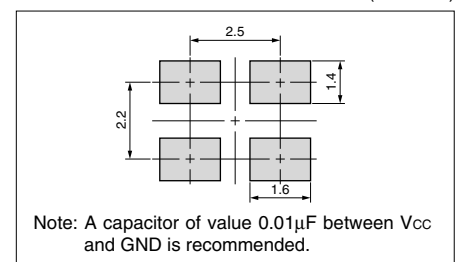 2.5
1.4
2.2
1.6
Note: A capacitor of value 0.01µF between Vcc
and GND is recommended.